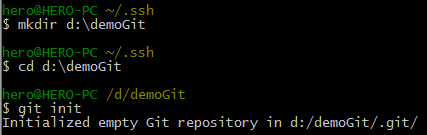 hero@HERO-PC ~/.ssh
$ mkdir d:\demoGit
hero@HERO-PC ~/.ssh
$ cd d:\demoGit
hero@HERO-PC /d/demoGit
$ git init
Initialized empty Git repository in d:/demoGit/.git/